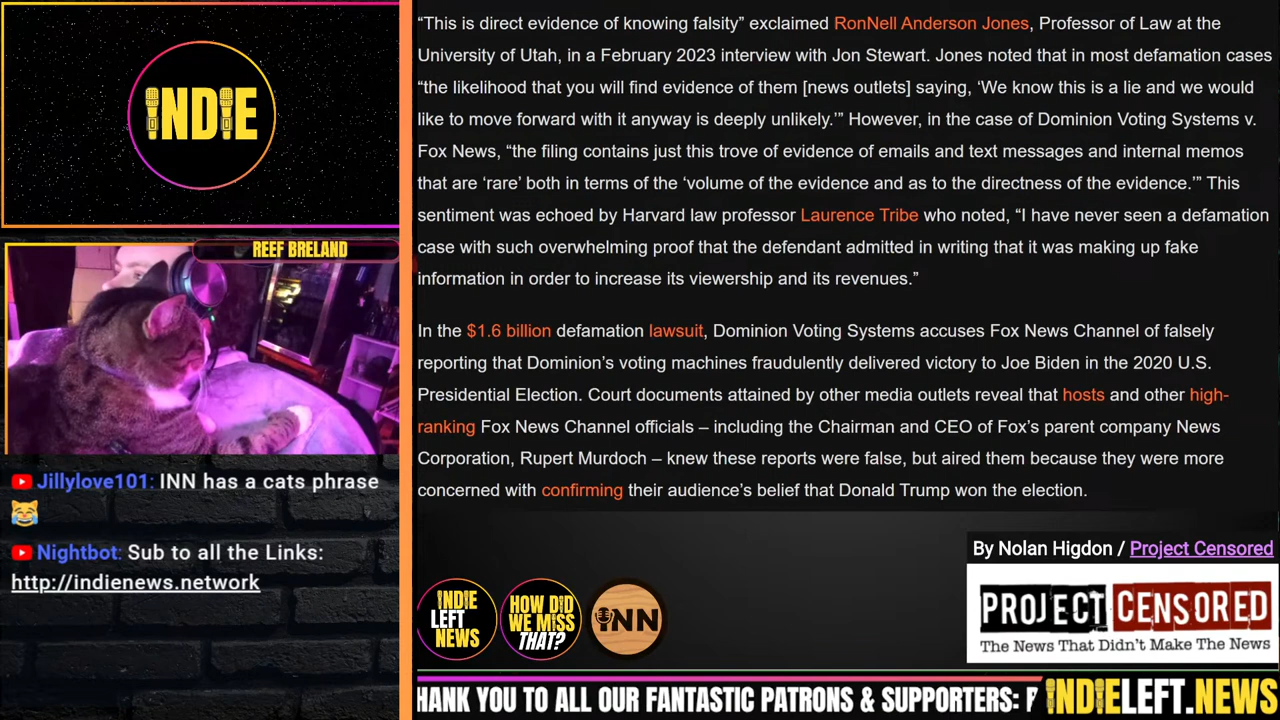 INDIE
REEF BRELAND
Jillylove101: INN has a cats phrase
😹
Nightbot: Sub to all the Links:
http://indienews.network
“This is direct evidence of knowing falsity” exclaimed RonNell Anderson Jones, Professor of Law at the
University of Utah, in a February 2023 interview with Jon Stewart. Jones noted that in most defamation cases
“the likelihood that you will find evidence of them [news outlets] saying, ‘We know this is a lie and we would
like to move forward with it anyway is deeply unlikely.’” However, in the case of Dominion Voting Systems v.
Fox News, “the filing contains just this trove of evidence of emails and text messages and internal memos
that are ‘rare’ both in terms of the ‘volume of the evidence and as to the directness of the evidence.’” This
sentiment was echoed by Harvard law professor Laurence Tribe who noted, “I have never seen a defamation
case with such overwhelming proof that the defendant admitted in writing that it was making up fake
information in order to increase its viewership and its revenues.”
In the $1.6 billion defamation lawsuit, Dominion Voting Systems accuses Fox News Channel of falsely
reporting that Dominion’s voting machines fraudulently delivered victory to Joe Biden in the 2020 U.S.
Presidential Election. Court documents attained by other media outlets reveal that hosts and other high-
ranking Fox News Channel officials – including the Chairman and CEO of Fox’s parent company News
Corporation, Rupert Murdoch – knew these reports were false, but aired them because they were more
concerned with confirming their audience’s belief that Donald Trump won the election.
By Nolan Higdon / Project Censored
PROJECT CENSORED
The News That Didn’t Make The News
INDIE
LEFT
NEWS
HOW DID
WE MISS
THAT?
INN
HANK YOU TO ALL OUR FANTASTIC PATRONS & SUPPORTERS:
INDIELEFT.NEWS